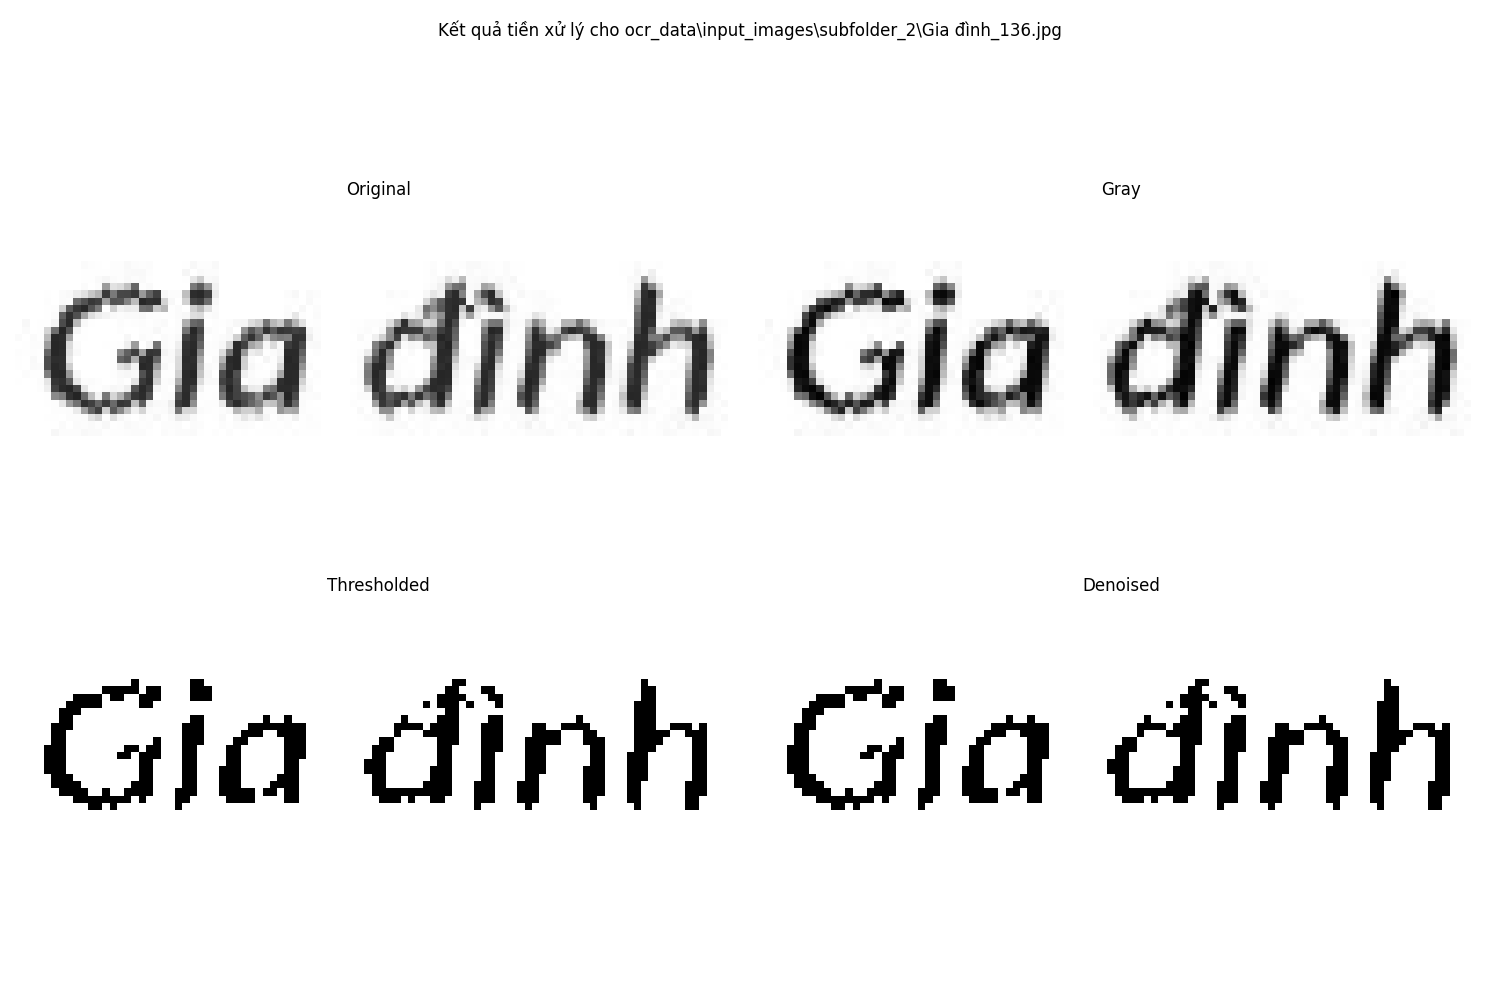 Kết quả tiền xử lý cho ocr_data\input_images\subfolder_2\Gia đình_136.jpg
Original
Gray
Gia đình
Gia đình
Thresholded
Denoised
Gia đình
Gia đình